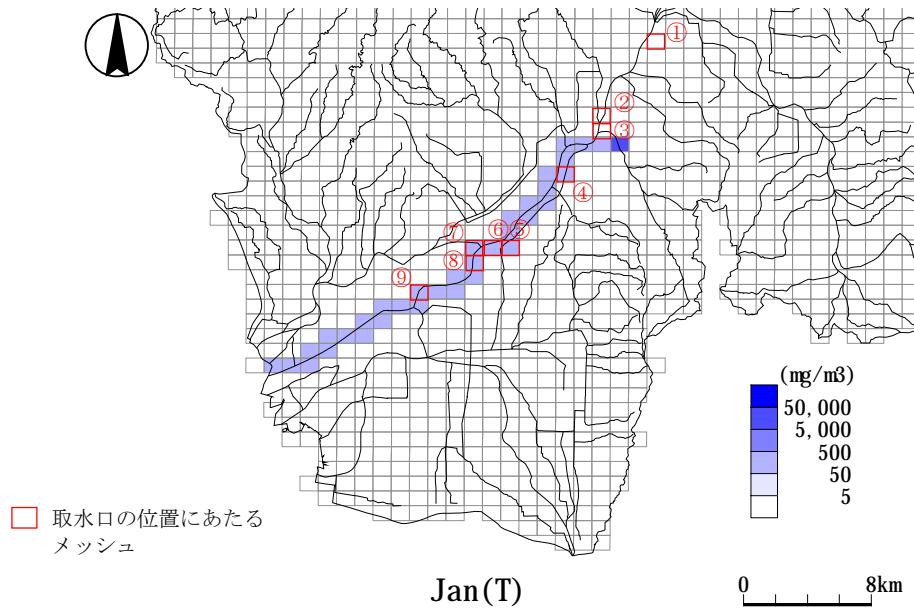 ①
②
③
④
⑦ ⑥ ⑤
⑧
⑨
(mg/m3)
50,000
5,000
500
50
5
取水口の位置にあたる
メッシュ
Jan(T)
0 8km